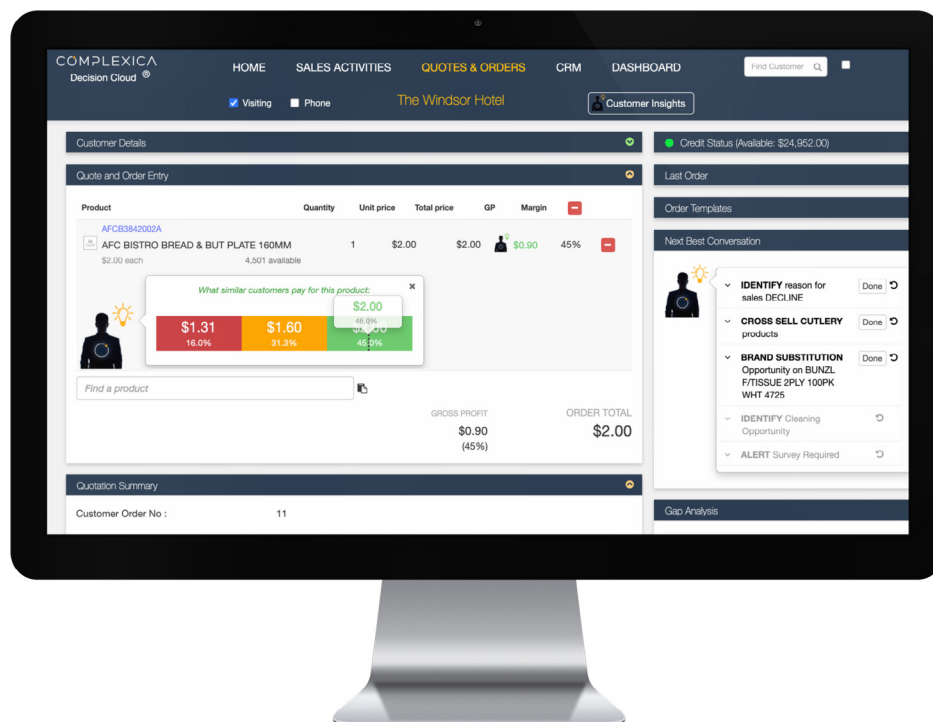 COMPLEXICA
Decision Cloud ®
HOME SALES ACTIVITIES QUOTES & ORDERS CRM DASHBOARD
Find Customer
Visiting Phone The Windsor Hotel Customer Insights
Customer Details
Quote and Order Entry
Product Quantity Unit price Total price GP Margin
AFCB3842002A
AFC BISTRO BREAD & BUT PLATE 160MM 1 $2.00 $2.00 $0.90 45%
$2.00 each 4,501 available
What similar customers pay for this product:
$2.00
$1.31 $1.60
16.0% 31.3% 45.0%
Find a product
GROSS PROFIT ORDER TOTAL
$0.90 $2.00
(45%)
Quotation Summary
Customer Order No : 11
Credit Status (Available: $24,952.00)
Last Order
Order Templates
Next Best Conversation
IDENTIFY reason for Done
sales DECLINE
CROSS SELL CUTLERY Done
products
BRAND SUBSTITUTION Done
Opportunity on BUNZL
F/TISSUE 2PLY 100PK
WHT 4725
IDENTIFY Cleaning
Opportunity
ALERT Survey Required
Gap Analysis